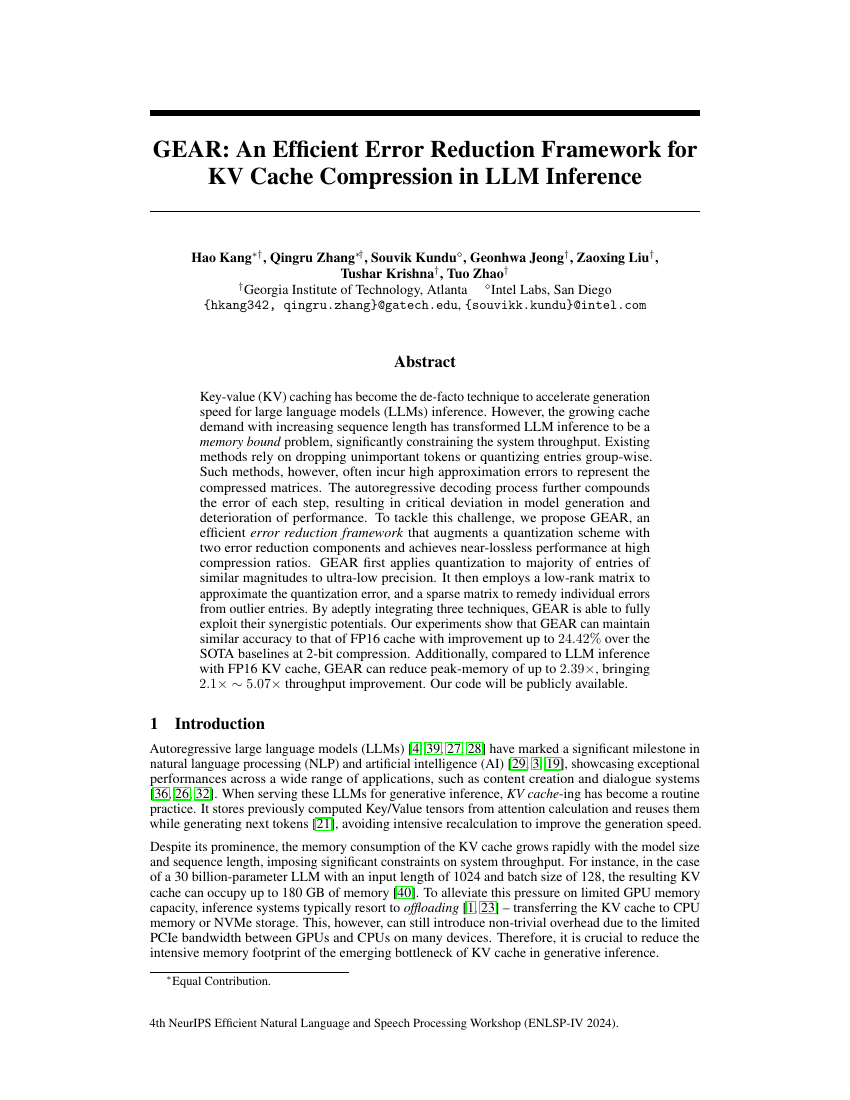 GEAR: An Efficient Error Reduction Framework for
KV Cache Compression in LLM Inference
Hao Kang∗†, Qingru Zhang∗†, Souvik Kundu⋄, Geonhwa Jeong†, Zaoxing Liu†,
Tushar Krishna†, Tuo Zhao†
†Georgia Institute of Technology, Atlanta ⋄Intel Labs, San Diego
{hkang342, qingru.zhang}@gatech.edu, {souvikk.kundu}@intel.com
Abstract
Key-value (KV) caching has become the de-facto technique to accelerate generation
speed for large language models (LLMs) inference. However, the growing cache
demand with increasing sequence length has transformed LLM inference to be a
memory bound problem, significantly constraining the system throughput. Existing
methods rely on dropping unimportant tokens or quantizing entries group-wise.
Such methods, however, often incur high approximation errors to represent the
compressed matrices. The autoregressive decoding process further compounds
the error of each step, resulting in critical deviation in model generation and
deterioration of performance. To tackle this challenge, we propose GEAR, an
efficient error reduction framework that augments a quantization scheme with
two error reduction components and achieves near-lossless performance at high
compression ratios. GEAR first applies quantization to majority of entries of
similar magnitudes to ultra-low precision. It then employs a low-rank matrix to
approximate the quantization error, and a sparse matrix to remedy individual errors
from outlier entries. By adeptly integrating three techniques, GEAR is able to fully
exploit their synergistic potentials. Our experiments show that GEAR can maintain
similar accuracy to that of FP16 cache with improvement up to 24.42% over the
SOTA baselines at 2-bit compression. Additionally, compared to LLM inference
with FP16 KV cache, GEAR can reduce peak-memory of up to 2.39×, bringing
2.1× ∼ 5.07× throughput improvement. Our code will be publicly available.
1 Introduction
Autoregressive large language models (LLMs) [4, 39, 27, 28] have marked a significant milestone in
natural language processing (NLP) and artificial intelligence (AI) [29, 3, 19], showcasing exceptional
performances across a wide range of applications, such as content creation and dialogue systems
[36, 26, 32]. When serving these LLMs for generative inference, KV cache-ing has become a routine
practice. It stores previously computed Key/Value tensors from attention calculation and reuses them
while generating next tokens [21], avoiding intensive recalculation to improve the generation speed.
Despite its prominence, the memory consumption of the KV cache grows rapidly with the model size
and sequence length, imposing significant constraints on system throughput. For instance, in the case
of a 30 billion-parameter LLM with an input length of 1024 and batch size of 128, the resulting KV
cache can occupy up to 180 GB of memory [40]. To alleviate this pressure on limited GPU memory
capacity, inference systems typically resort to offloading [1, 23] – transferring the KV cache to CPU
memory or NVMe storage. This, however, can still introduce non-trivial overhead due to the limited
PCIe bandwidth between GPUs and CPUs on many devices. Therefore, it is crucial to reduce the
intensive memory footprint of the emerging bottleneck of KV cache in generative inference.
∗Equal Contribution.
4th NeurIPS Efficient Natural Language and Speech Processing Workshop (ENLSP-IV 2024).